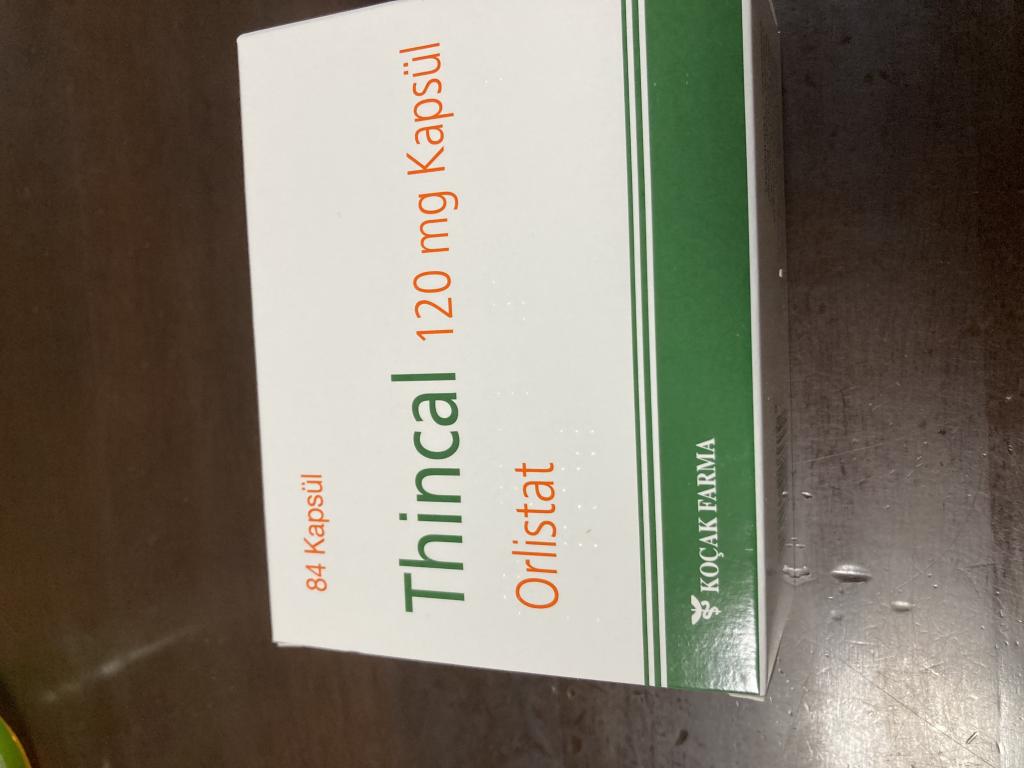 84 Kapsül
Thincal 120 mg Kapsül
Orlistat
KOÇAK FARMA